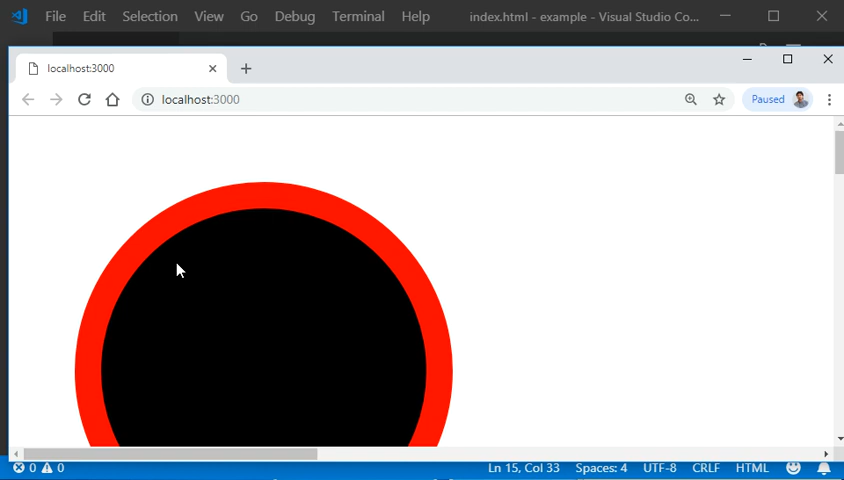 File Edit Selection View Go Debug Terminal Help index.html - example - Visual Studio Co...
localhost:3000
localhost:3000 Paused
0 0 Ln 15, Col 33 Spaces: 4 UTF-8 CRLF HTML